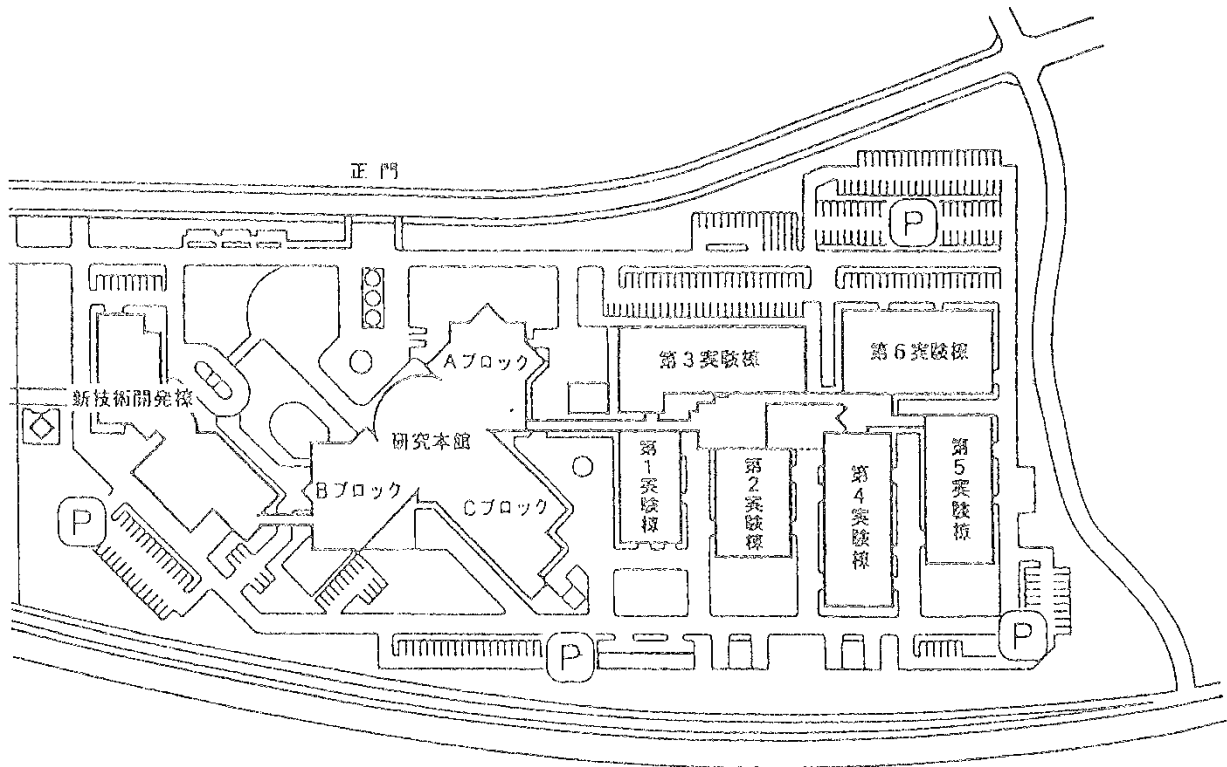 正門
P
Aブロック
第3実験棟
第6実験棟
新技術開発棟
研究本館
Bブロック
Cブロック
第1実験棟
第2実験棟
第4実験棟
第5実験棟
P
P
P